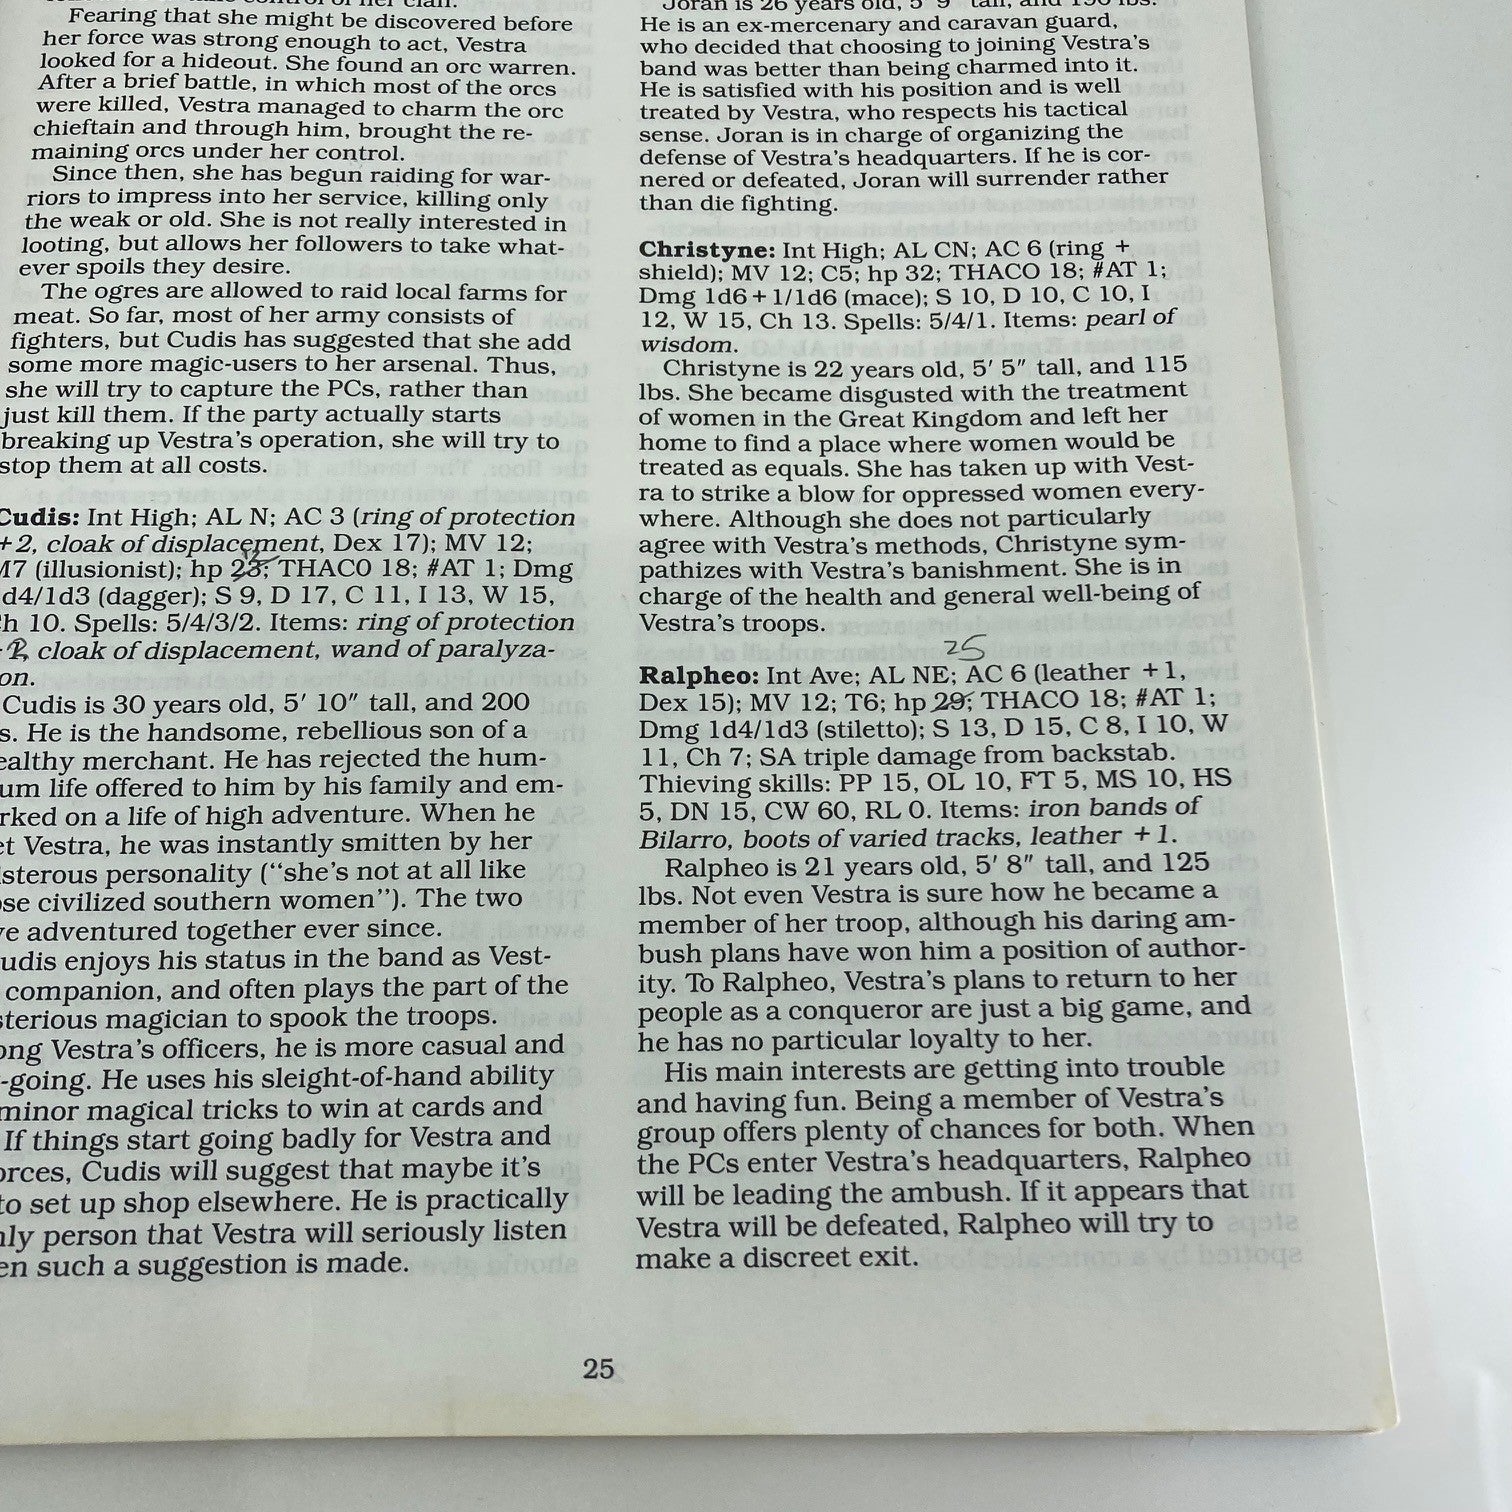 Fearing that she might be discovered before
her force was strong enough to act, Vestra
looked for a hideout. She found an orc warren.
After a brief battle, in which most of the orcs
were killed, Vestra managed to charm the orc
chieftain and through him, brought the re-
maining orcs under her control.
Since then, she has begun raiding for war-
riors to impress into her service, killing only
the weak or old. She is not really interested in
looting, but allows her followers to take what-
ever spoils they desire.
The ogres are allowed to raid local farms for
meat. So far, most of her army consists of
fighters, but Cudis has suggested that she add
some more magic-users to her arsenal. Thus,
she will try to capture the PCs, rather than
just kill them. If the party actually starts
breaking up Vestra's operation, she will try to
stop them at all costs.
Cudis: Int High; AL N; AC 3 (ring of protection
+2, cloak of displacement, Dex 17); MV 12;
M7 (illusionist); hp 23; THACO 18; #AT 1; Dmg
d4/1d3 (dagger); S 9, D 17, C 11, I 13, W 15,
h 10. Spells: 5/4/3/2. Items: ring of protection
cloak of displacement, wand of paralyza-
on.
Cudis is 30 years old, 5' 10" tall, and 200
s. He is the handsome, rebellious son of a
ealthy merchant. He has rejected the hum-
um life offered to him by his family and em-
rked on a life of high adventure. When he
et Vestra, he was instantly smitten by her
isterous personality ("she's not at all like
ose civilized southern women"). The two
ve adventured together ever since.
udis enjoys his status in the band as Vest-
companion, and often plays the part of the
sterious magician to spook the troops.
ong Vestra's officers, he is more casual and
-going. He uses his sleight-of-hand ability
minor magical tricks to win at cards and
If things start going badly for Vestra and
orces, Cudis will suggest that maybe it's
to set up shop elsewhere. He is practically
nly person that Vestra will seriously listen
en such a suggestion is made.
Joran is 26 years old, 5' 9" tall, and 190 lbs.
He is an ex-mercenary and caravan guard,
who decided that choosing to joining Vestra's
band was better than being charmed into it.
He is satisfied with his position and is well
treated by Vestra, who respects his tactical
sense. Joran is in charge of organizing the
defense of Vestra's headquarters. If he is cor-
nered or defeated, Joran will surrender rather
than die fighting.
Christyne: Int High; AL CN; AC 6 (ring +
shield); MV 12; C5; hp 32; THACO 18; #AT 1;
Dmg 1d6+1/1d6 (mace); S 10, D 10, C 10, I
12, W 15, Ch 13. Spells: 5/4/1. Items: pearl of
wisdom.
Christyne is 22 years old, 5' 5" tall, and 115
lbs. She became disgusted with the treatment
of women in the Great Kingdom and left her
home to find a place where women would be
treated as equals. She has taken up with Vest-
ra to strike a blow for oppressed women every-
where. Although she does not particularly
agree with Vestra's methods, Christyne sym-
pathizes with Vestra's banishment. She is in
charge of the health and general well-being of
Vestra's troops.
25
Ralpheo: Int Ave; AL NE; AC 6 (leather +1,
Dex 15); MV 12; T6; hp 29; THACO 18; #AT 1;
Dmg 1d4/1d3 (stiletto); S 13, D 15, C 8, I 10, W
11, Ch 7; SA triple damage from backstab.
Thieving skills: PP 15, OL 10, FT 5, MS 10, HS
5, DN 15, CW 60, RL 0. Items: iron bands of
Bilarro, boots of varied tracks, leather +1.
Ralpheo is 21 years old, 5' 8" tall, and 125
lbs. Not even Vestra is sure how he became a
member of her troop, although his daring am-
bush plans have won him a position of author-
ity. To Ralpheo, Vestra's plans to return to her
people as a conqueror are just a big game, and
he has no particular loyalty to her.
His main interests are getting into trouble
and having fun. Being a member of Vestra's
group offers plenty of chances for both. When
the PCs enter Vestra's headquarters, Ralpheo
will be leading the ambush. If it appears that
Vestra will be defeated, Ralpheo will try to
make a discreet exit.
25